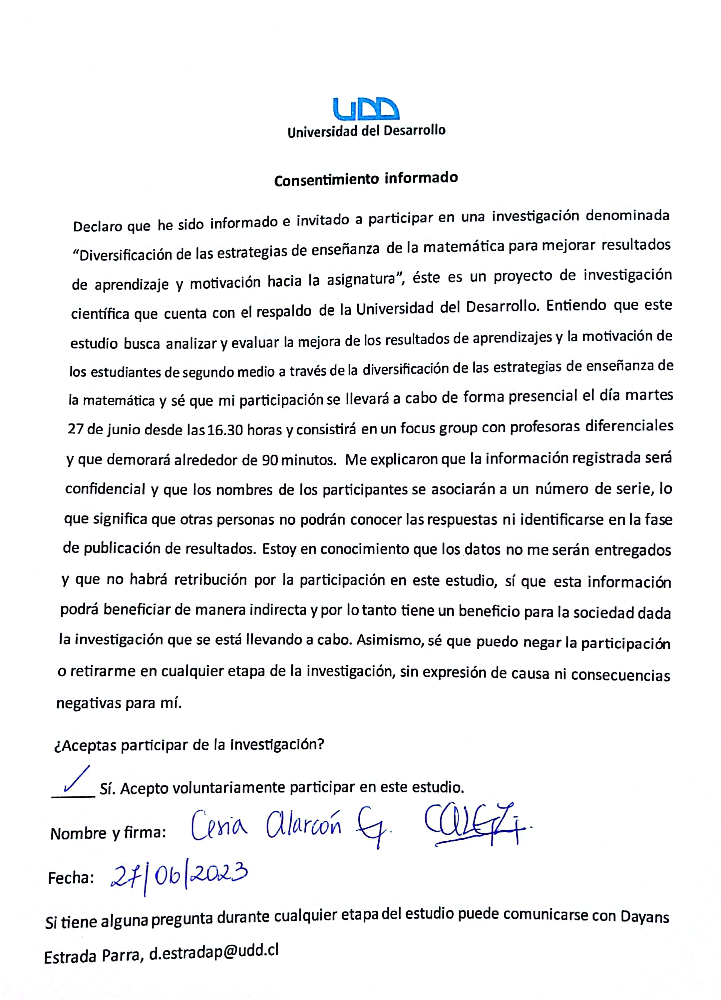 UDD
Universidad del Desarrollo
Consentimiento informado
Declaro que he sido informado e invitado a participar en una investigación denominada
“Diversificación de las estrategias de enseñanza de la matemática para mejorar resultados
de aprendizaje y motivación hacia la asignatura”, éste es un proyecto de investigación
científica que cuenta con el respaldo de la Universidad del Desarrollo. Entiendo que este
estudio busca analizar y evaluar la mejora de los resultados de aprendizajes y la motivación de
los estudiantes de segundo medio a través de la diversificación de las estrategias de enseñanza de
la matemática y sé que mi participación se llevará a cabo de forma presencial el día martes
27 de junio desde las 16.30 horas y consistirá en un focus group con profesoras diferenciales
y que demorará alrededor de 90 minutos. Me explicaron que la información registrada será
confidencial y que los nombres de los participantes se asociarán a un número de serie, lo
que significa que otras personas no podrán conocer las respuestas ni identificarse en la fase
de publicación de resultados. Estoy en conocimiento que los datos no me serán entregados
y que no habrá retribución por la participación en este estudio, sí que esta información
podrá beneficiar de manera indirecta y por lo tanto tiene un beneficio para la sociedad dada
la investigación que se está llevando a cabo. Asimismo, sé que puedo negar la participación
o retirarme en cualquier etapa de la investigación, sin expresión de causa ni consecuencias
negativas para mí.
¿Aceptas participar de la investigación?
✓ Sí. Acepto voluntariamente participar en este estudio.
Nombre y firma: Cesia Alarcón G.
Fecha: 27/06/2023
Si tiene alguna pregunta durante cualquier etapa del estudio puede comunicarse con Dayans
Estrada Parra, d.estradap@udd.cl